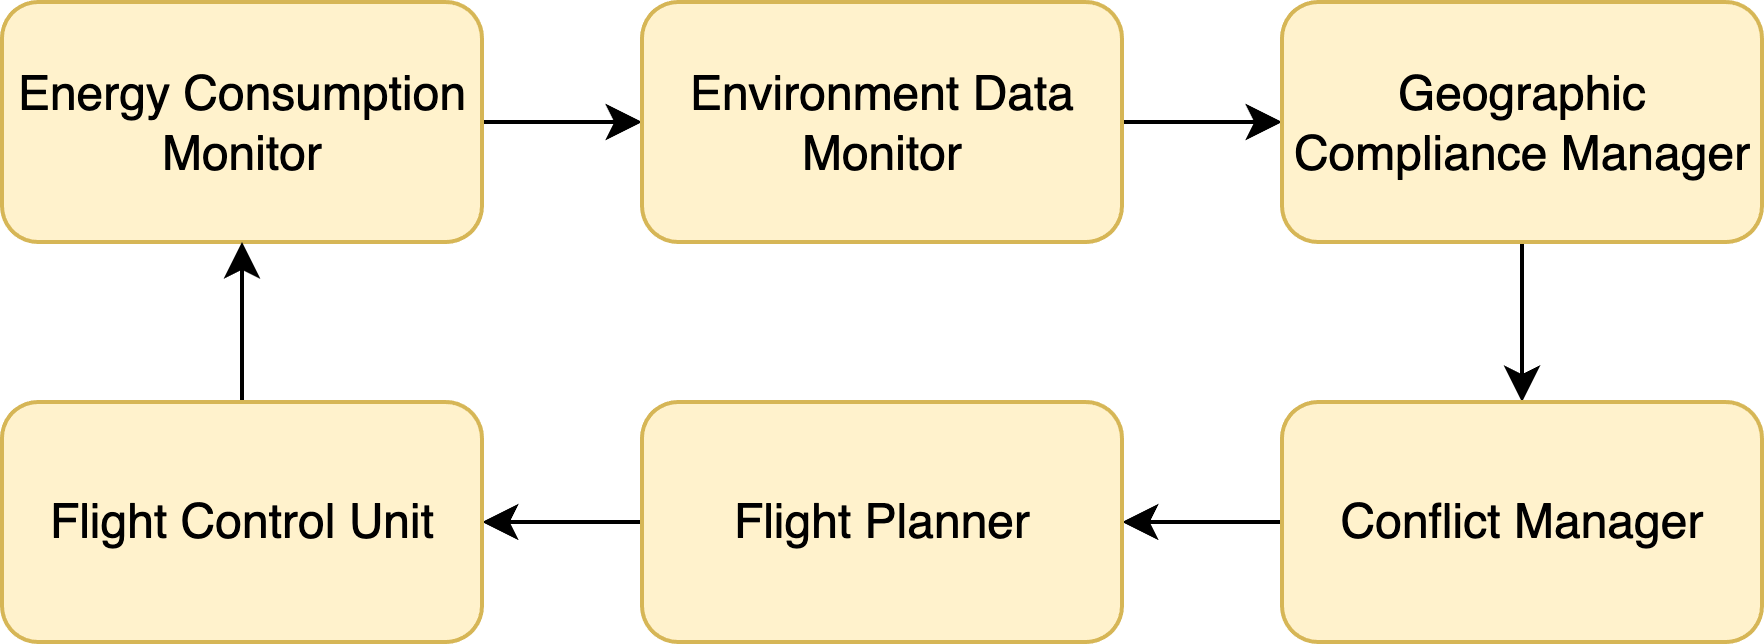 Energy Consumption
Monitor
Environment Data
Monitor
Geographic
Compliance Manager
Flight Control Unit
Flight Planner
Conflict Manager